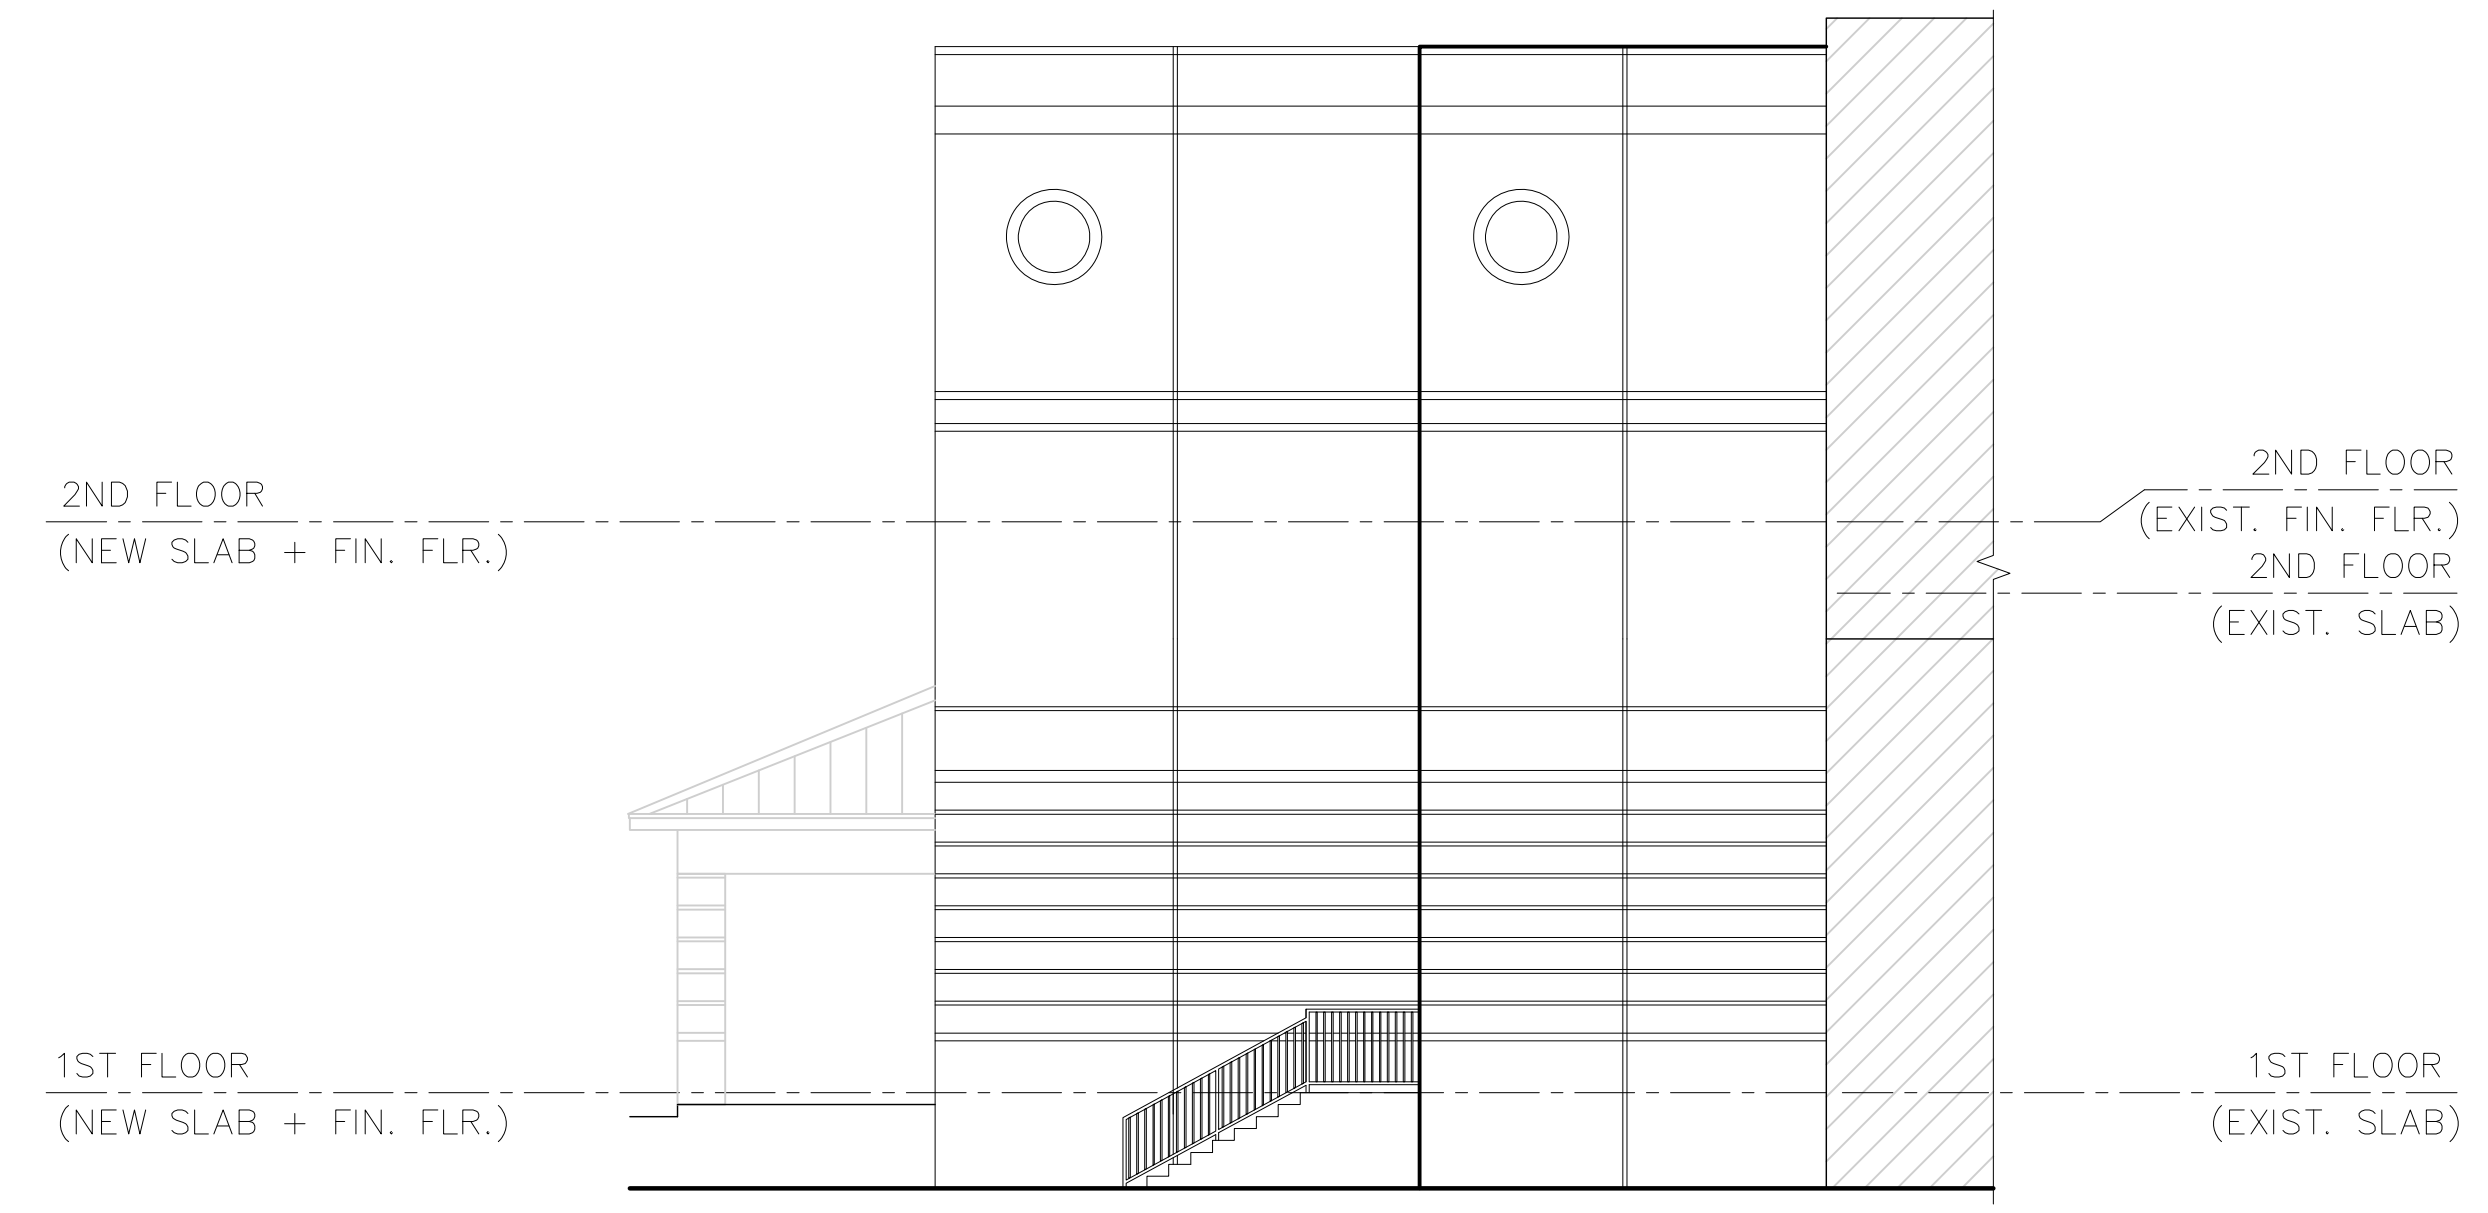 2ND FLOOR
(NEW SLAB + FIN. FLR.)
2ND FLOOR
(EXIST. FIN. FLR.)
2ND FLOOR
(EXIST. SLAB)
1ST FLOOR
(NEW SLAB + FIN. FLR.)
1ST FLOOR
(EXIST. SLAB)